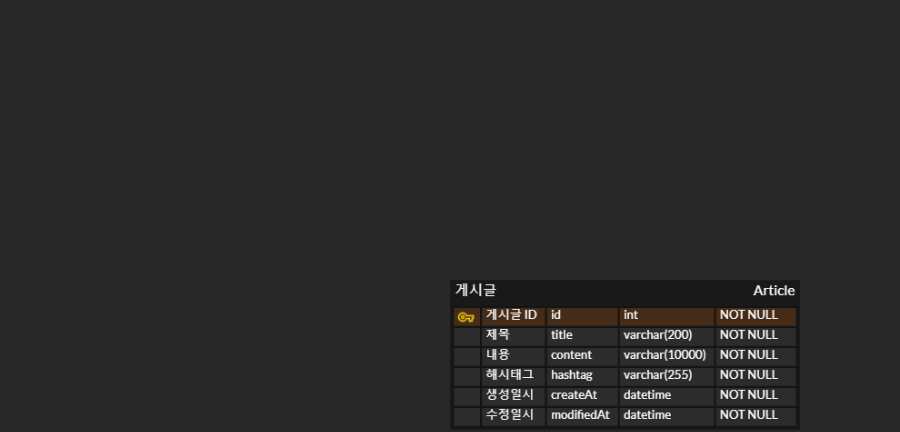 게시글 Article
게시글 ID id int NOT NULL
제목 title varchar(200) NOT NULL
내용 content varchar(10000) NOT NULL
해시태그 hashtag varchar(255) NOT NULL
생성일시 createAt datetime NOT NULL
수정일시 modifiedAt datetime NOT NULL